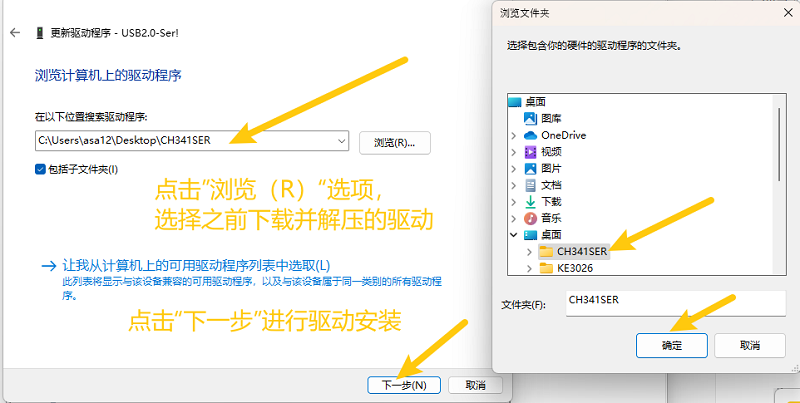 更新驱动程序 - USB2.0-Ser!
浏览计算机上的驱动程序
在以下位置搜索驱动程序:
C:\Users\asa12\Desktop\CH341SER
浏览(R)...
包括子文件夹(I)
点击”浏览（R）“选项，
选择之前下载并解压的驱动
让我从计算机上的可用驱动程序列表中选取(L)
此列表将显示与该设备兼容的可用驱动程序，以及与该设备属于同一类别的所有驱动程
序。
点击”下一步“进行驱动安装
下一步(N)
取消
浏览文件夹
选择包含你的硬件的驱动程序的文件夹。
桌面
图库
OneDrive
视频
图片
文档
下载
音乐
桌面
CH341SER
KE3026
文件夹(F):
CH341SER
确定
取消